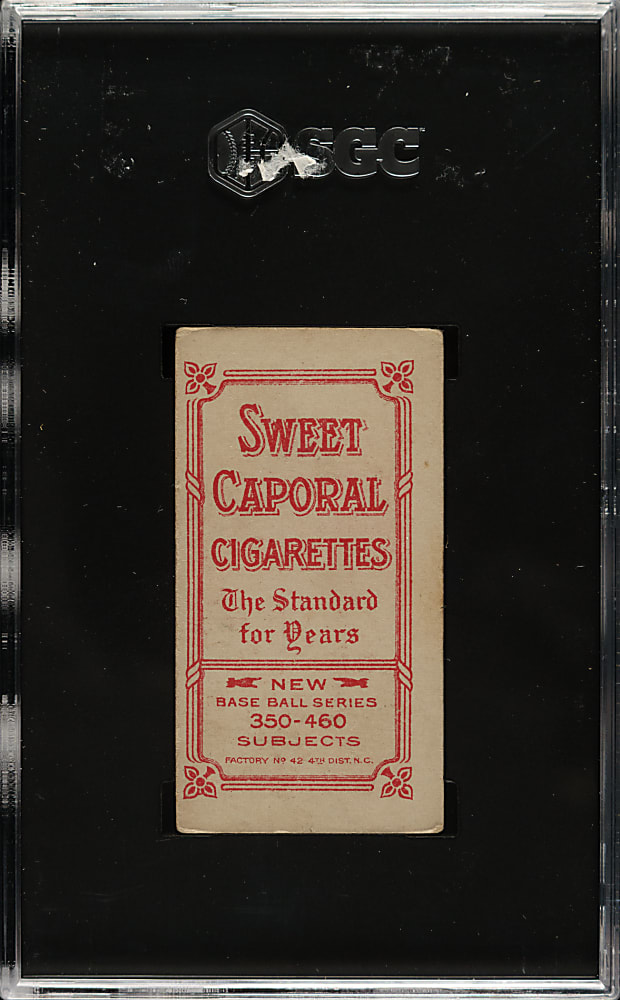 SGC
SWEET
CAPORAL
CIGARETTES
The Standard
for Years
NEW
BASE BALL SERIES
350-460
SUBJECTS
FACTORY Nº 42 4TH DIST. N.C.